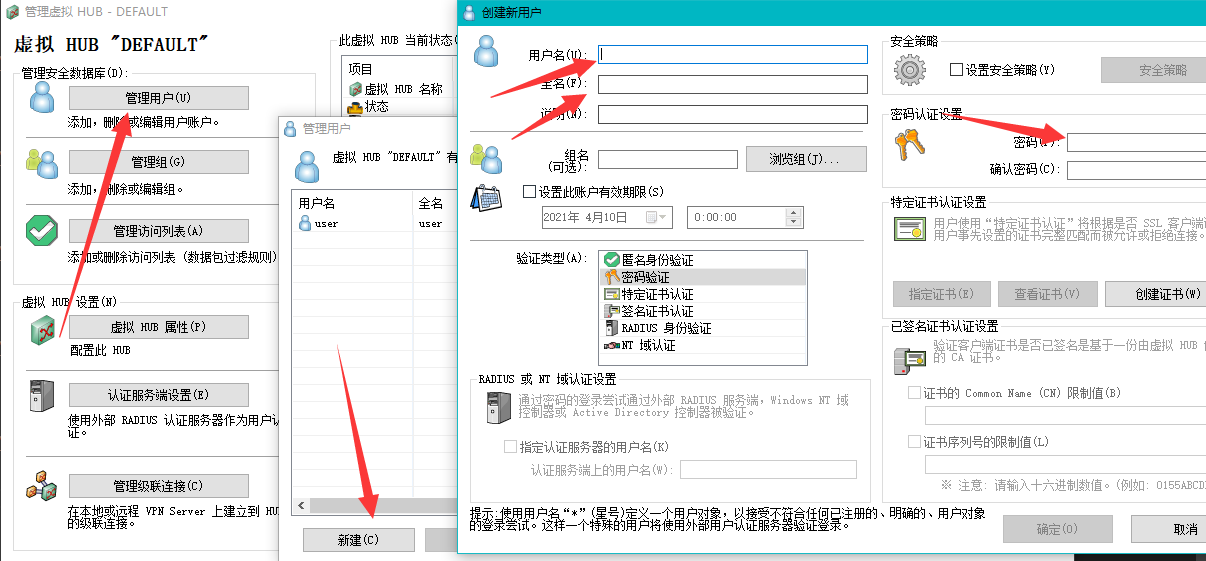 管理虚拟 HUB - DEFAULT
虚拟 HUB "DEFAULT"
管理安全数据库(D):
管理用户(U)
添加，删除或编辑用户账户。
管理组(G)
添加，删除或编辑组。
管理访问列表(A)
添加或删除访问列表 (数据包过滤规则)
虚拟 HUB 设置(N)
虚拟 HUB 属性(P)
配置此 HUB
认证服务端设置(E)
使用外部 RADIUS 认证服务器作为用户认
证。
管理级联连接(C)
在本地或远程 VPN Server 上建立到 HU
的级联连接。
此虚拟 HUB 当前状态(
项目
虚拟 HUB 名称
状态
管理用户
虚拟 HUB "DEFAULT" 有
用户名 全名
user user
新建(C)
创建新用户
用户名(U):
全名(F):
说明(N):
组名
(可选):
浏览组(J)...
设置此账户有效期限(S)
2021年 4月10日 0:00:00
验证类型(A):
匿名身份验证
密码验证
特定证书认证
签名证书认证
RADIUS 身份验证
NT 域认证
RADIUS 或 NT 域认证设置
通过密码的登录尝试通过外部 RADIUS 服务端，Windows NT 域
控制器或 Active Directory 控制器被验证。
指定认证服务器的用户名(K)
认证服务端上的用户名(W):
提示:使用用户名“*”(星号)定义一个用户对象，以接受不符合任何已注册的、明确的、用户对象
的登录尝试。这样一个特殊的用户将使用外部用户认证服务器验证登录。
安全策略
设置安全策略(Y)
安全策略
密码认证设置
密码
确认密码(C):
特定证书认证设置
用户使用“特定证书认证”将根据是否 SSL 客户端
用户事先设置的证书完整匹配而被允许或拒绝连接。
指定证书(E)
查看证书(V)
创建证书(W)
已签名证书认证设置
验证客户端证书是否已签名是基于一份由虚拟 HUB
的 CA 证书。
证书的 Common Name (CN) 限制值(B)
证书序列号的限制值(L)
※ 注意: 请输入十六进制数值。(例如: 0155ABCD
确定(O)
取消